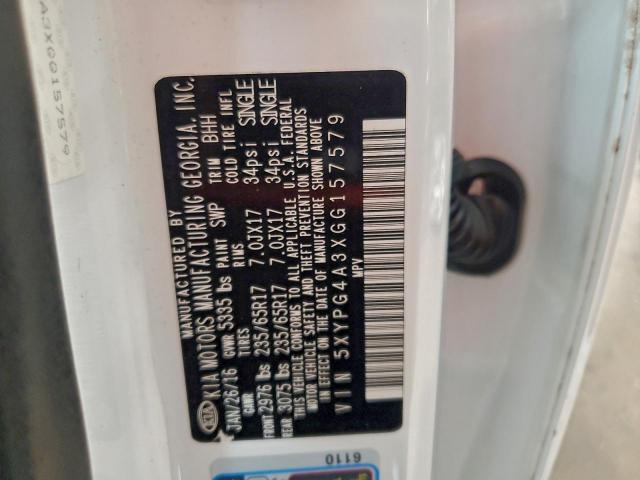 A3XGG157579
KIA
MANUFACTURED BY
KIA MOTORS MANUFACTURING GEORGIA, INC.
JAN/26/16 GVWR 5335 lbs PAINT SWP TRIM BHH
GAWR TIRES RIMS COLD TIRE INFL
FRONT 2976 lbs 235/65R17 7.0JX17 34psi SINGLE
REAR 3075 lbs 235/65R17 7.0JX17 34psi SINGLE
THIS VEHICLE CONFORMS TO ALL APPLICABLE U.S.A. FEDERAL
MOTOR VEHICLE SAFETY AND THEFT PREVENTION STANDARDS
IN EFFECT ON THE DATE OF MANUFACTURE SHOWN ABOVE
VIN 5XYPG4A3XGG157579
MPV
6110